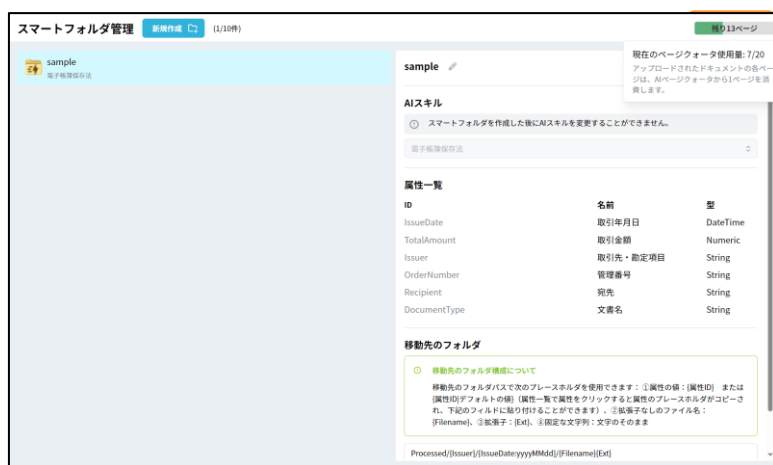 スマートフォルダ管理
新規作成
(1/10件)
残り13ページ
現在のページクォータ使用量: 7/20
アップロードされたドキュメントの各ペー
ジは、AIページクォータから1ページを消
費します。
sample
電子帳簿保存法
sample
AIスキル
スマートフォルダを作成した後にAIスキルを変更することができません。
電子帳簿保存法
属性一覧
ID 名前 型
IssueDate 取引年月日 DateTime
TotalAmount 取引金額 Numeric
Issuer 取引先・勘定項目 String
OrderNumber 管理番号 String
Recipient 宛先 String
DocumentType 文書名 String
移動先のフォルダ
移動先のフォルダ構成について
移動先のフォルダパスで次のプレースホルダを使用できます： ①属性の値：{属性ID} または
{属性ID|デフォルトの値}（属性一覧で属性をクリックすると属性のプレースホルダがコピーさ
れ、下記のフィールドに貼り付けることができます）、②拡張子なしのファイル名：
{Filename}、③拡張子：{Ext}、④固定な文字列：文字のそのまま
Processed/{Issuer}/{IssueDate:yyyyMMdd}/{Filename}{Ext}